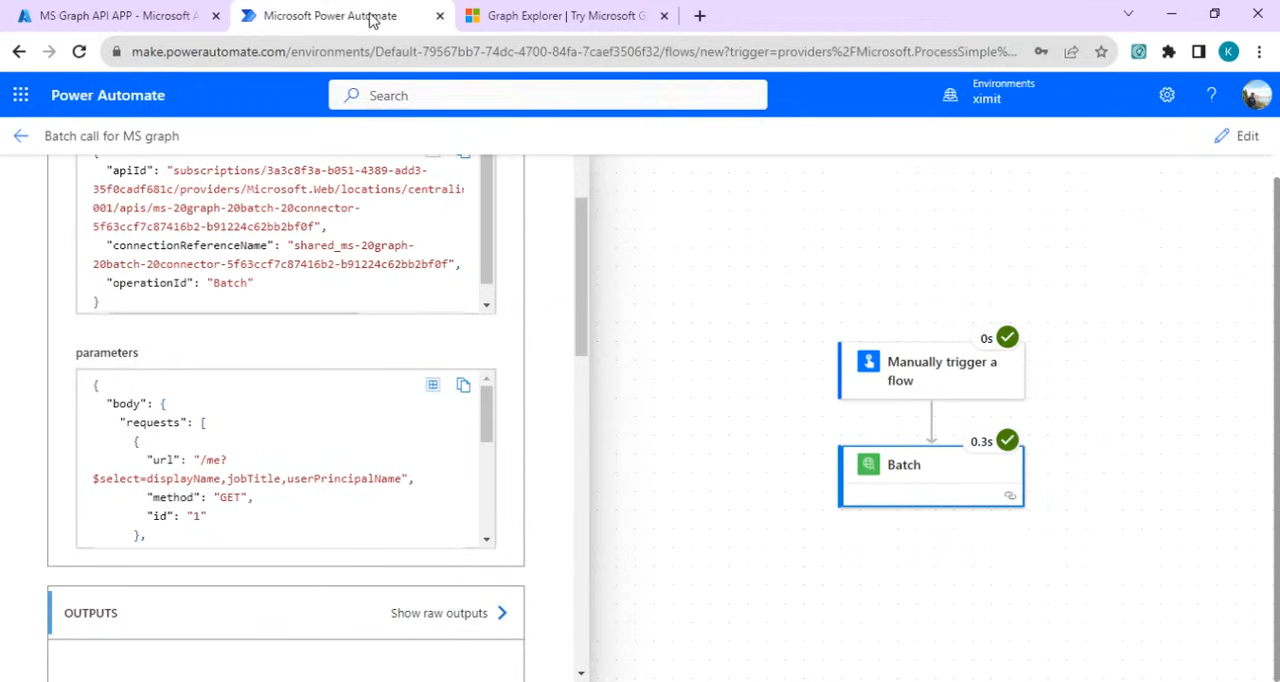 MS Graph API APP - Microsoft A
Microsoft Power Automate
Graph Explorer | Try Microsoft G
make.powerautomate.com/environments/Default-79567bb7-74dc-4700-84fa-7caef3506f32/flows/new?trigger=providers%2FMicrosoft.ProcessSimple%...
K
Power Automate
Search
Environments
ximit
Batch call for MS graph
Edit
{
"apiId": "subscriptions/3a3c8f3a-b051-4389-add3-
35f0cadf681c/providers/Microsoft.Web/locations/centralin
001/apis/ms-20graph-20batch-20connector-
5f63ccf7c87416b2-b91224c62bb2bf0f",
"connectionReferenceName": "shared_ms-20graph-
20batch-20connector-5f63ccf7c87416b2-b91224c62bb2bf0f",
"operationId": "Batch"
}
parameters
{
"body": {
"requests": [
{
"url": "/me?
$select=displayName,jobTitle,userPrincipalName",
"method": "GET",
"id": "1"
},
OUTPUTS
Show raw outputs
0s
Manually trigger a
flow
0.3s
Batch